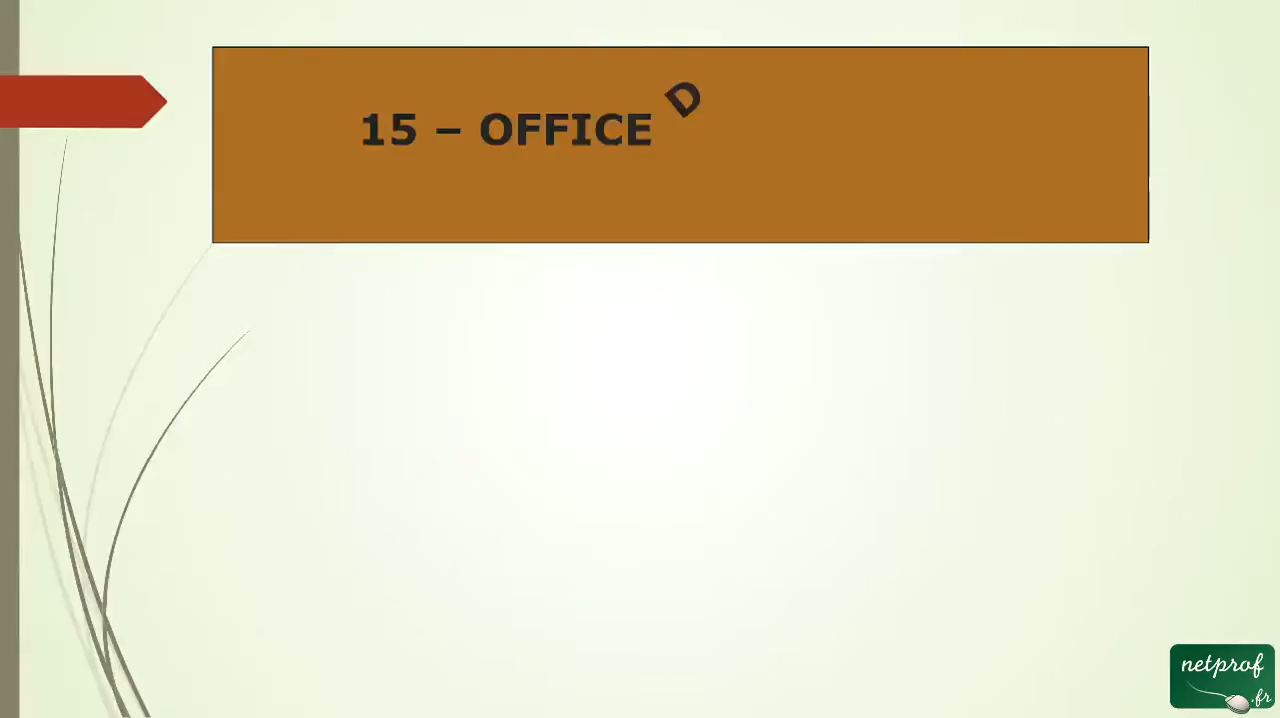 15 – OFFICE D
netprof
.fr